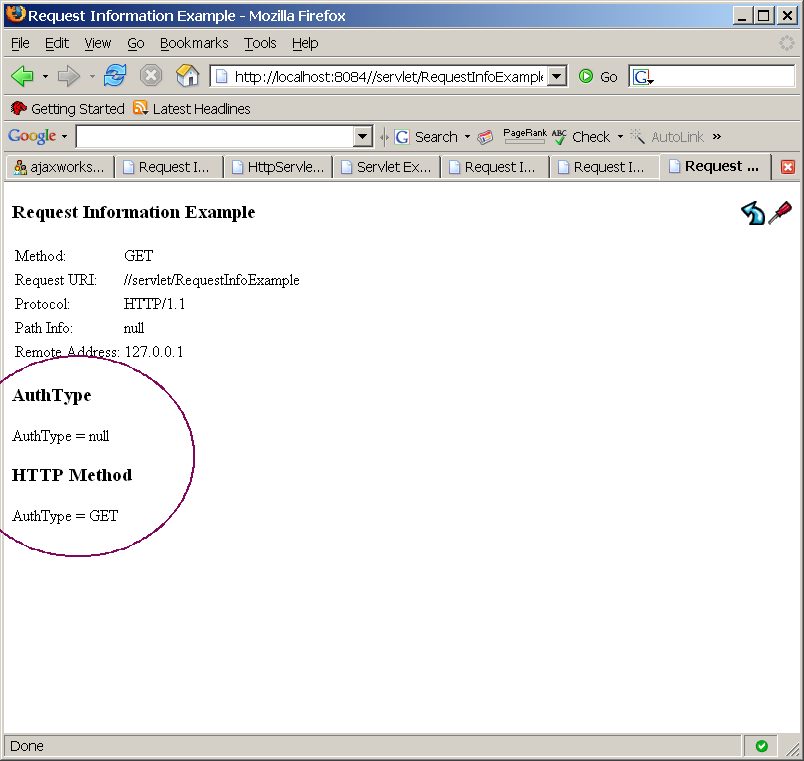 Request Information Example - Mozilla Firefox
File Edit View Go Bookmarks Tools Help
http://localhost:8084//servlet/RequestInfoExample Go G
Getting Started Latest Headlines
Google G Search PageRank ABC Check AutoLink »
ajaxworks... Request I... HttpServle... Servlet Ex... Request I... Request I... Request ...
Request Information Example
Method: GET
Request URI: //servlet/RequestInfoExample
Protocol: HTTP/1.1
Path Info: null
Remote Address: 127.0.0.1
AuthType
AuthType = null
HTTP Method
AuthType = GET
Done